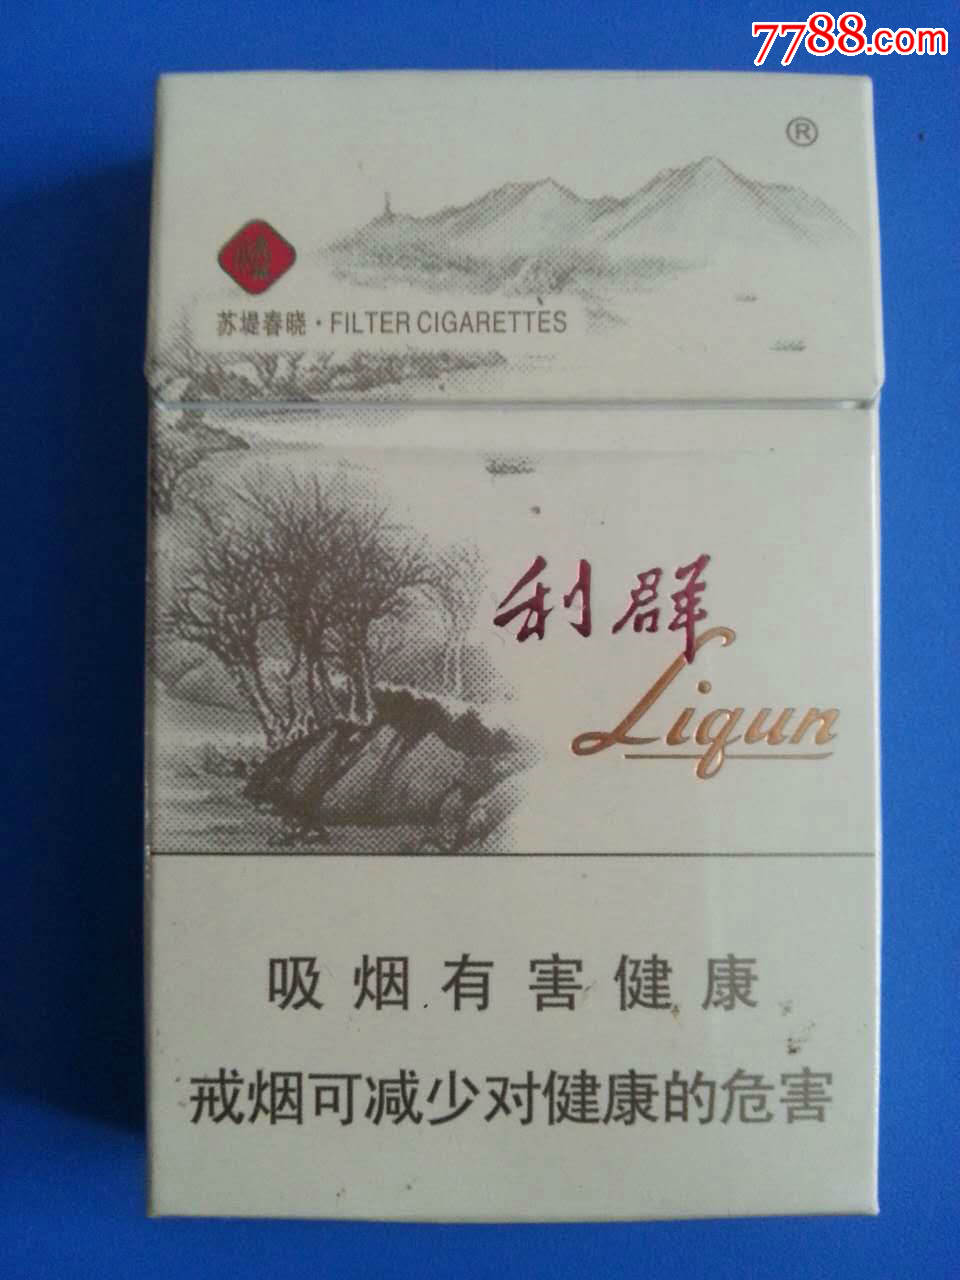 7788.com
®
苏堤春晓·FILTER CIGARETTES
利群
Liqun
吸烟有害健康
戒烟可减少对健康的危害